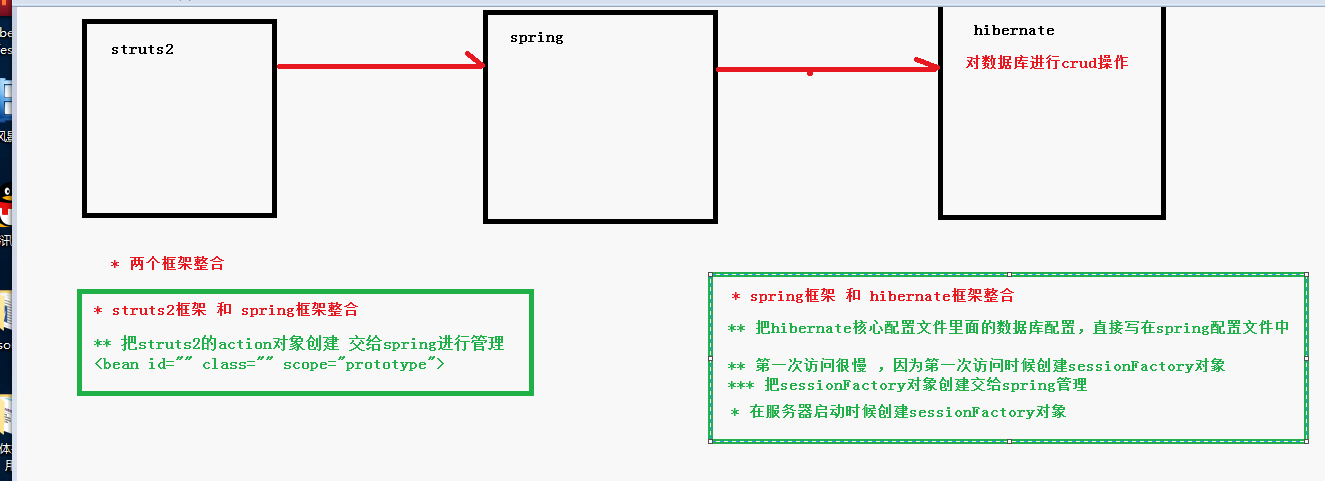 struts2
spring
hibernate
对数据库进行crud操作
* 两个框架整合
* struts2框架 和 spring框架整合
** 把struts2的action对象创建 交给spring进行管理
<bean id="" class="" scope="prototype">
* spring框架 和 hibernate框架整合
** 把hibernate核心配置文件里面的数据库配置，直接写在spring配置文件中
** 第一次访问很慢 ，因为第一次访问时候创建sessionFactory对象
*** 把sessionFactory对象创建交给spring管理
* 在服务器启动时候创建sessionFactory对象